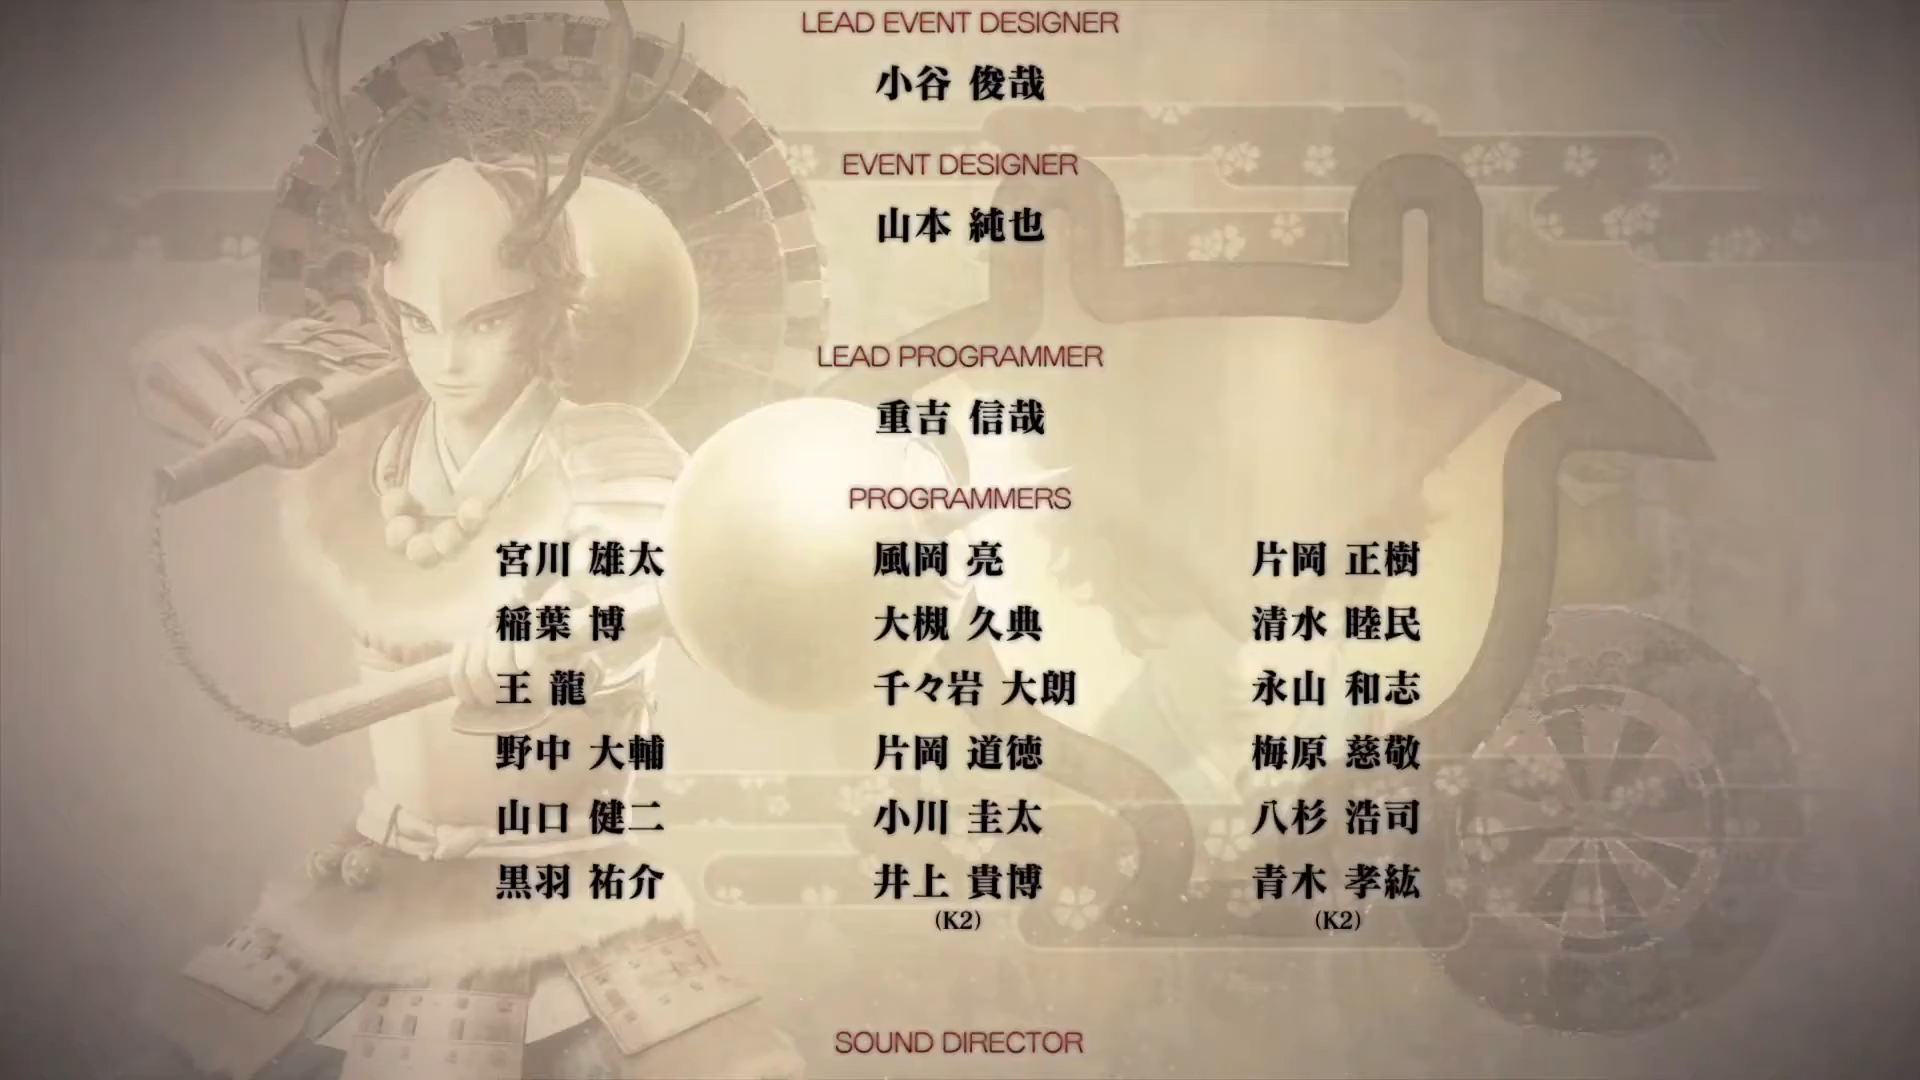 LEAD EVENT DESIGNER
小谷 俊哉
EVENT DESIGNER
山本 純也
LEAD PROGRAMMER
重吉 信哉
PROGRAMMERS
宮川 雄太 風岡 亮 片岡 正樹
稲葉 博 大槻 久典 清水 睦民
王 龍 千々岩 大朗 永山 和志
野中 大輔 片岡 道徳 梅原 慈敬
山口 健二 小川 圭太 八杉 浩司
黒羽 祐介 井上 貴博 青木 孝紘
(K2) (K2)
SOUND DIRECTOR